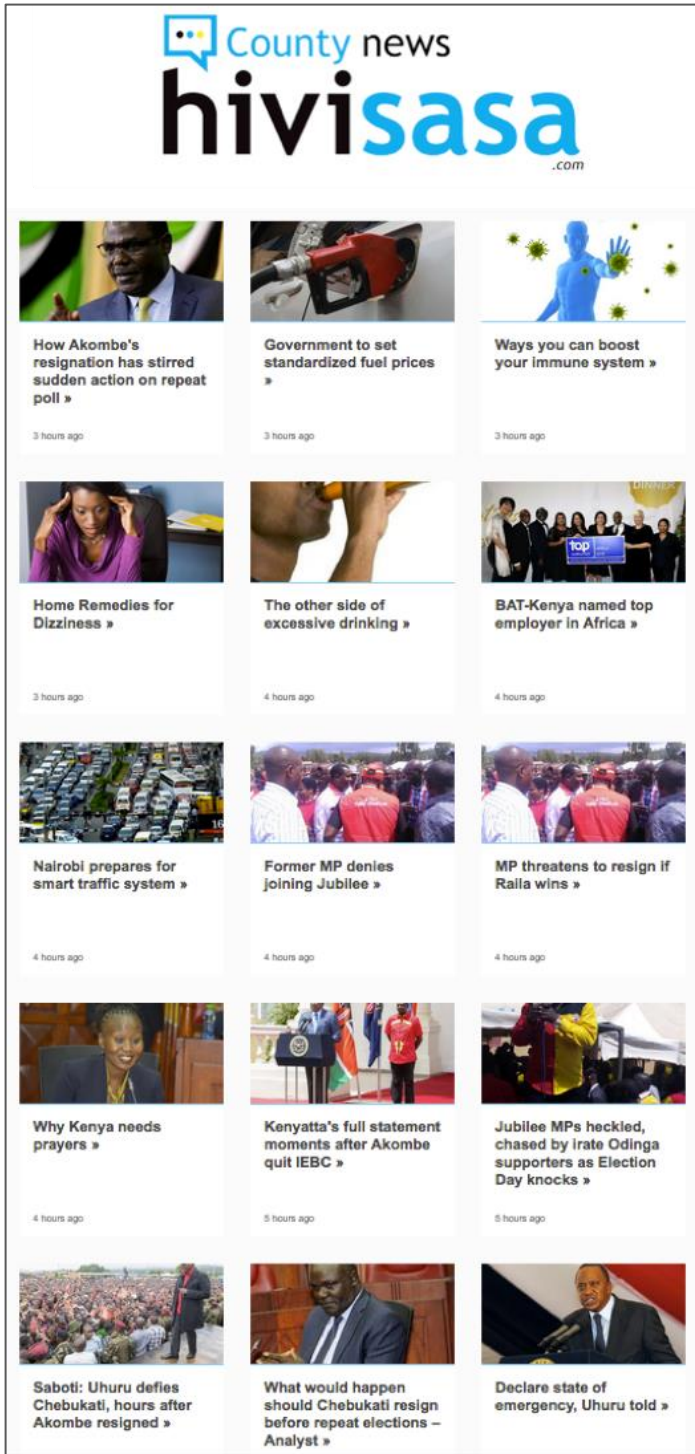 County news
hivisasa
.com
How Akombe's
resignation has stirred
sudden action on repeat
poll »
3 hours ago
Government to set
standardized fuel prices
»
3 hours ago
Ways you can boost
your immune system »
3 hours ago
Home Remedies for
Dizziness »
3 hours ago
The other side of
excessive drinking »
4 hours ago
DINNER
top
BAT-Kenya named top
employer in Africa »
4 hours ago
16
Nairobi prepares for
smart traffic system »
4 hours ago
Former MP denies
joining Jubilee »
4 hours ago
MP threatens to resign if
Raila wins »
4 hours ago
Why Kenya needs
prayers »
4 hours ago
Kenyatta's full statement
moments after Akombe
quit IEBC »
5 hours ago
Jubilee MPs heckled,
chased by irate Odinga
supporters as Election
Day knocks »
5 hours ago
Saboti: Uhuru defies
Chebukati, hours after
Akombe resigned »
What would happen
should Chebukati resign
before repeat elections –
Analyst »
Declare state of
emergency, Uhuru told »